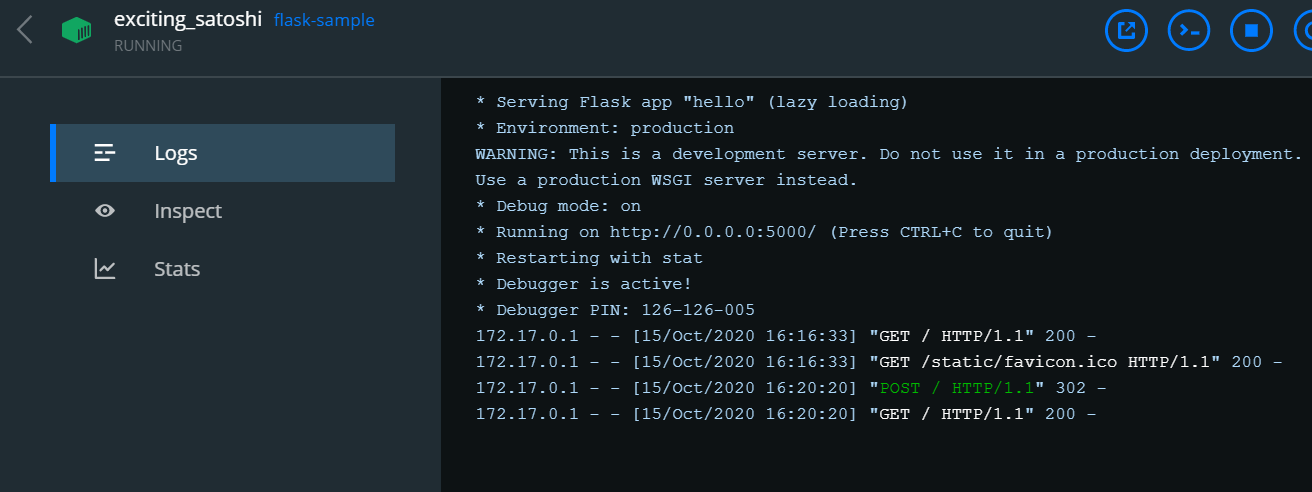 exciting_satoshi flask-sample
RUNNING
Logs
Inspect
Stats
* Serving Flask app "hello" (lazy loading)
* Environment: production
WARNING: This is a development server. Do not use it in a production deployment.
Use a production WSGI server instead.
* Debug mode: on
* Running on http://0.0.0.0:5000/ (Press CTRL+C to quit)
* Restarting with stat
* Debugger is active!
* Debugger PIN: 126-126-005
172.17.0.1 - - [15/Oct/2020 16:16:33] "GET / HTTP/1.1" 200 -
172.17.0.1 - - [15/Oct/2020 16:16:33] "GET /static/favicon.ico HTTP/1.1" 200 -
172.17.0.1 - - [15/Oct/2020 16:20:20] "POST / HTTP/1.1" 302 -
172.17.0.1 - - [15/Oct/2020 16:20:20] "GET / HTTP/1.1" 200 -